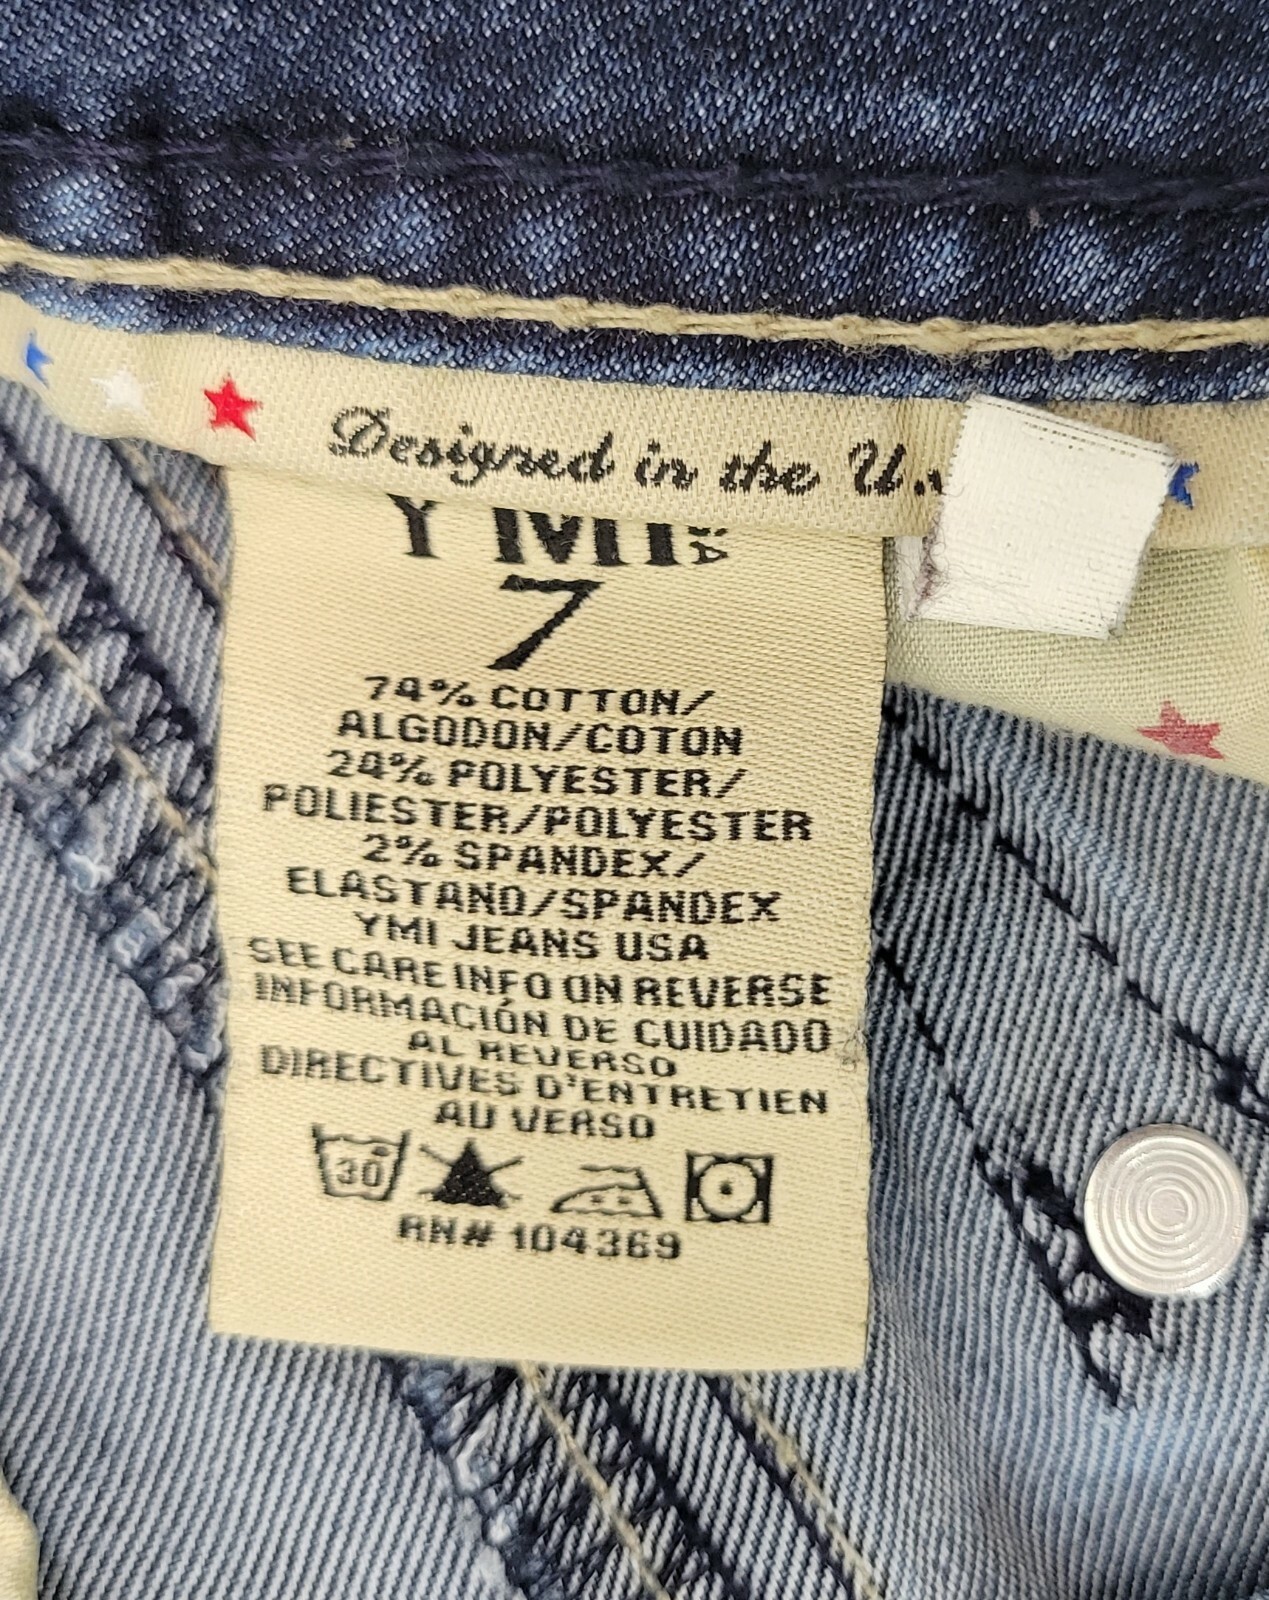 Designed in the U.
YMI USA
7
74% COTTON/
ALGODON/COTON
24% POLYESTER/
POLIESTER/POLYESTER
2% SPANDEX/
ELASTANO/SPANDEX
YMI JEANS USA
SEE CARE INFO ON REVERSE
INFORMACIÓN DE CUIDADO
AL REVERSO
DIRECTIVES D'ENTRETIEN
AU VERSO
30
RN# 104369